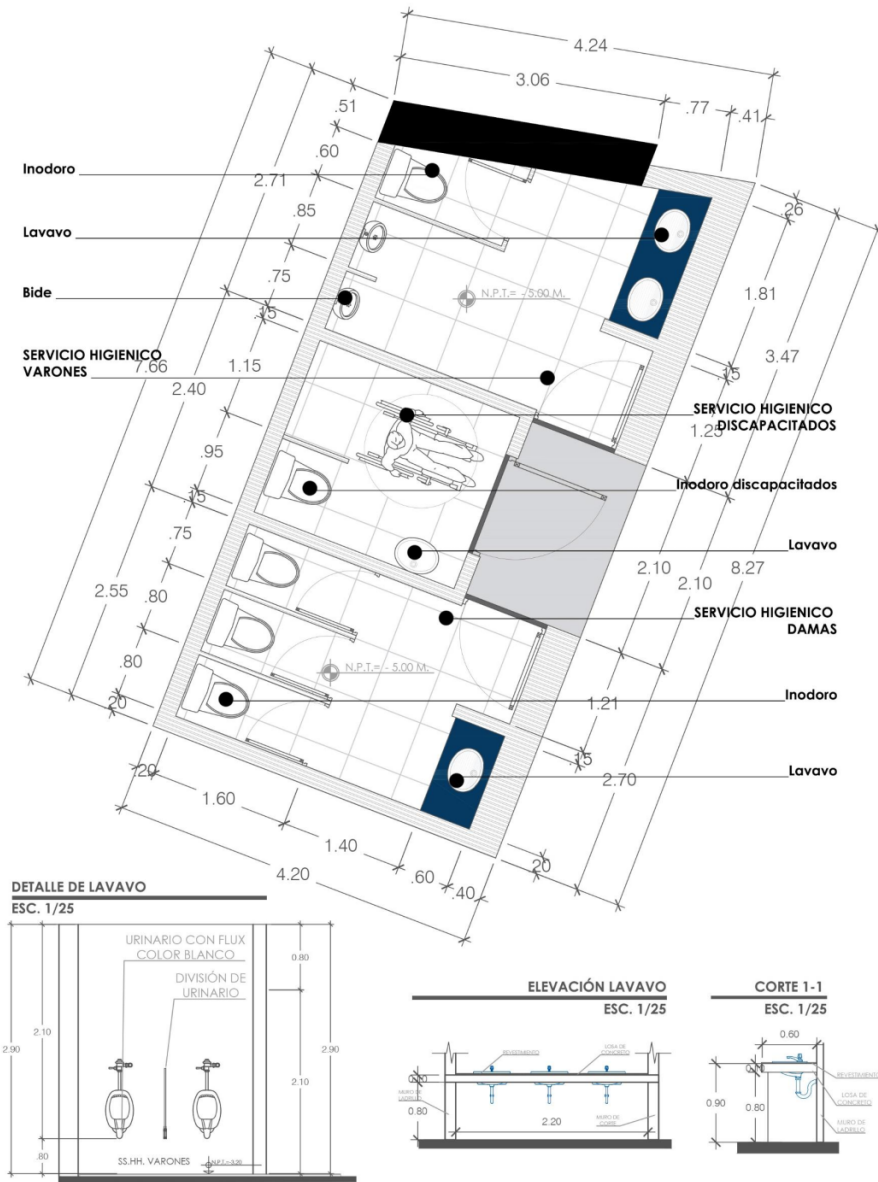 4.24
3.06
.77
.41
.51
.60
2.71
.85
.75
.15
1.15
7.66
2.40
.95
.15
.75
2.55
.80
.80
.20
.26
1.81
3.47
.15
1.25
2.10
2.10
8.27
1.21
.15
2.70
.20
.20
1.60
1.40
4.20
.60
.40
Inodoro
Lavavo
Bide
SERVICIO HIGIENICO
VARONES
N.P.T.= - 5.00 M.
SERVICIO HIGIENICO
DISCAPACITADOS
Inodoro discapacitados
Lavavo
SERVICIO HIGIENICO
DAMAS
N.P.T.= - 5.00 M.
Inodoro
Lavavo
DETALLE DE LAVAVO
ESC. 1/25
URINARIO CON FLUX
COLOR BLANCO
DIVISIÓN DE
URINARIO
0.80
2.10
2.90
2.90
2.10
.80
SS.HH. VARONES
ELEVACIÓN LAVAVO
ESC. 1/25
REVESTIMIENTO
LOSA DE
CONCRETO
MURO DE
LADRILLO
0.80
2.20
CORTE 1-1
ESC. 1/25
0.60
0.90
0.80
REVESTIMIENTO
LOSA DE
CONCRETO
MURO DE
LADRILLO